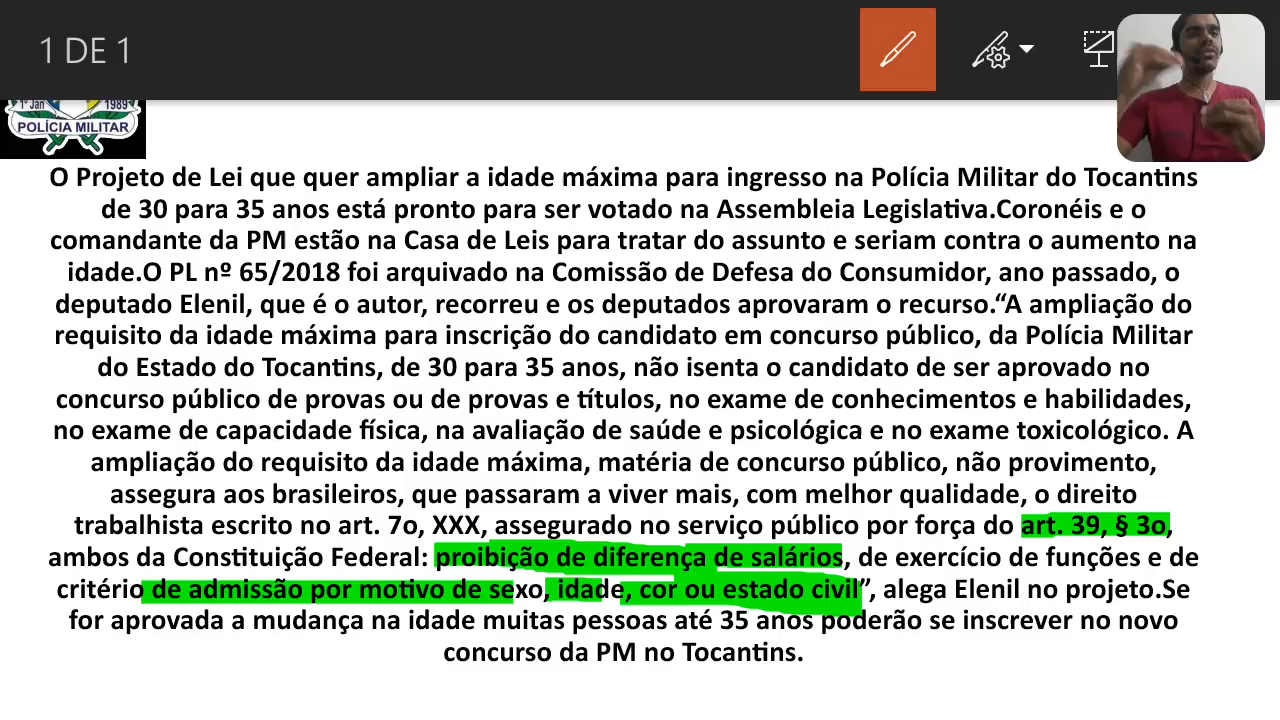 1 DE 1
1º Jan 1989
POLÍCIA MILITAR
O Projeto de Lei que quer ampliar a idade máxima para ingresso na Polícia Militar do Tocantins
de 30 para 35 anos está pronto para ser votado na Assembleia Legislativa.Coronéis e o
comandante da PM estão na Casa de Leis para tratar do assunto e seriam contra o aumento na
idade.O PL nº 65/2018 foi arquivado na Comissão de Defesa do Consumidor, ano passado, o
deputado Elenil, que é o autor, recorreu e os deputados aprovaram o recurso.“A ampliação do
requisito da idade máxima para inscrição do candidato em concurso público, da Polícia Militar
do Estado do Tocantins, de 30 para 35 anos, não isenta o candidato de ser aprovado no
concurso público de provas ou de provas e títulos, no exame de conhecimentos e habilidades,
no exame de capacidade física, na avaliação de saúde e psicológica e no exame toxicológico. A
ampliação do requisito da idade máxima, matéria de concurso público, não provimento,
assegura aos brasileiros, que passaram a viver mais, com melhor qualidade, o direito
trabalhista escrito no art. 7o, XXX, assegurado no serviço público por força do art. 39, § 3o,
ambos da Constituição Federal: proibição de diferença de salários, de exercício de funções e de
critério de admissão por motivo de sexo, idade, cor ou estado civil”, alega Elenil no projeto.Se
for aprovada a mudança na idade muitas pessoas até 35 anos poderão se inscrever no novo
concurso da PM no Tocantins.